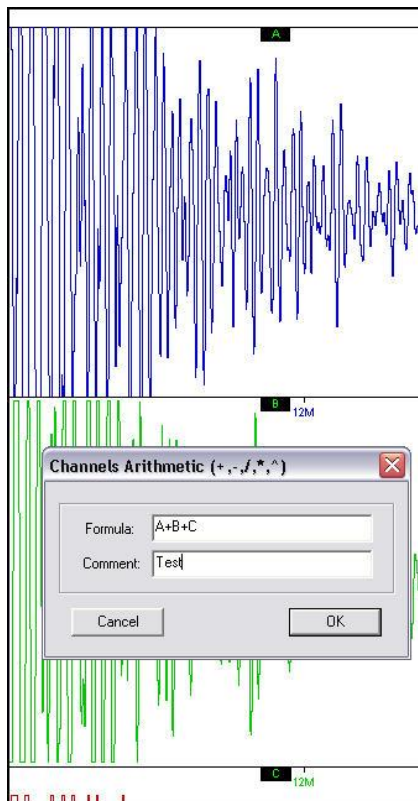 A
B
12M
Channels Arithmetic (+,-,/,*,^)
Formula: A+B+C
Comment: Test
Cancel OK
C
12M